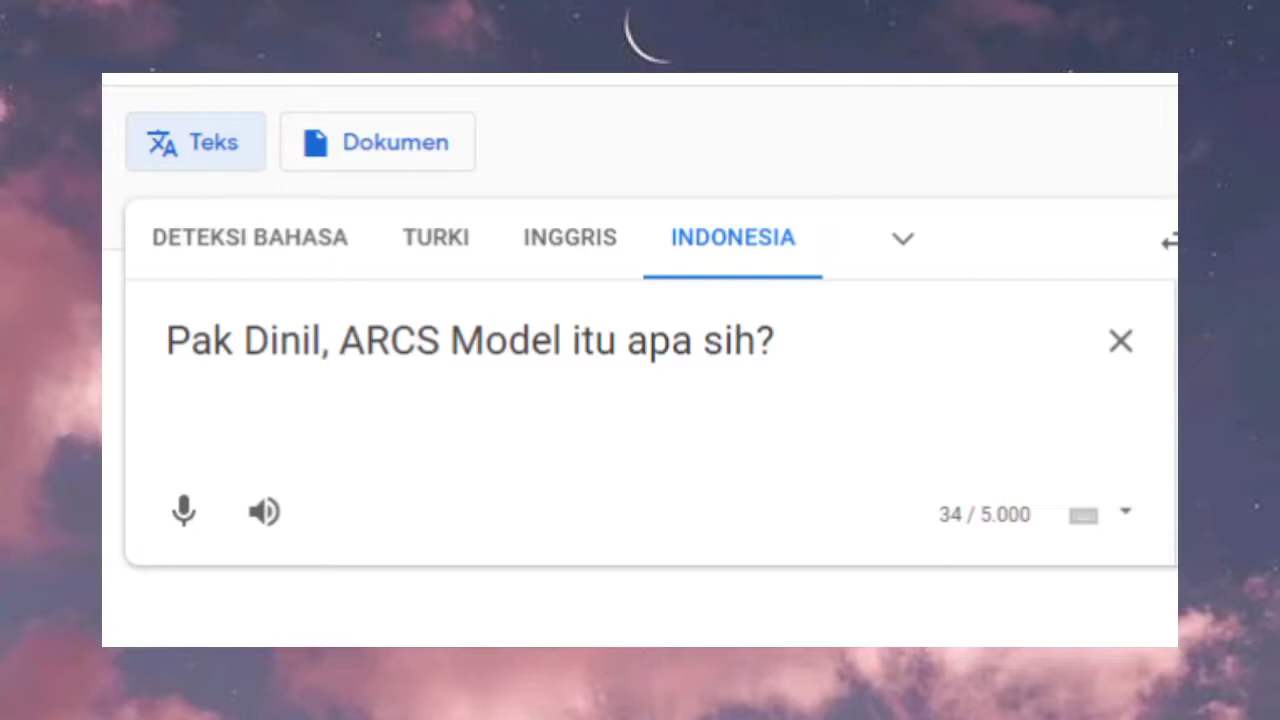 Teks Dokumen
DETEKSI BAHASA TURKI INGGRIS INDONESIA
Pak Dinil, ARCS Model itu apa sih?
34 / 5.000